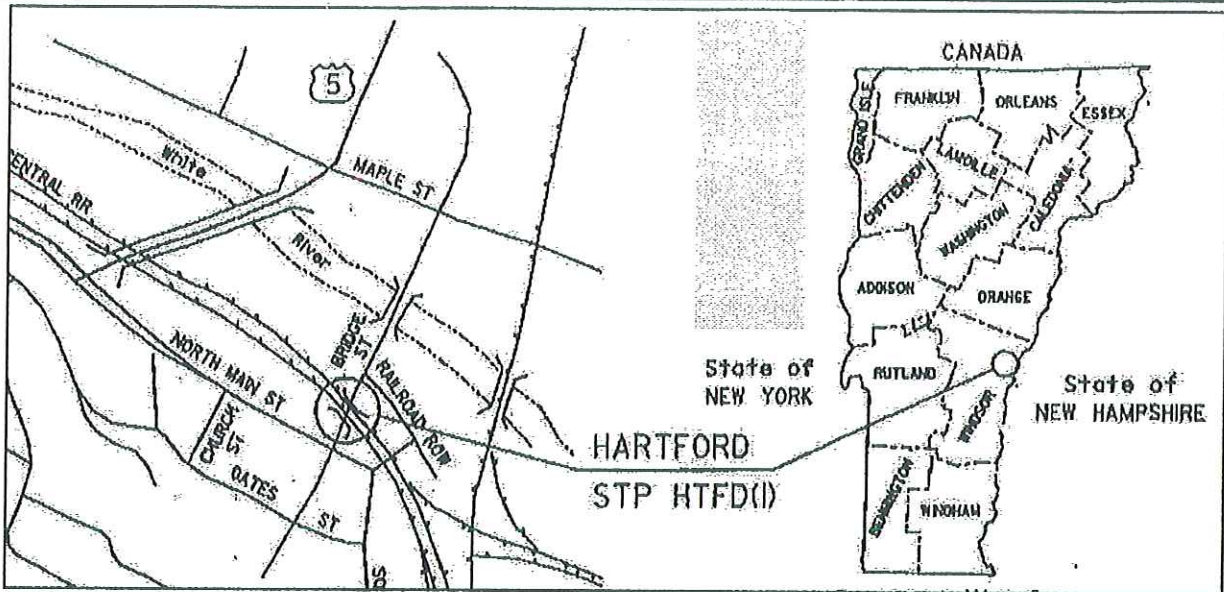 5
White
MAPLE ST
ENTRAL RR
River
BRIDGE
ST
NORTH MAIN ST
RAILROAD ROW
CHURCH
ST
GATES
ST
DS
HARTFORD
STP HTFD(1)
CANADA
GRAND ISLE
FRANKLIN
ORLEANS
ESSEX
LAMOILLE
CHITTENDEN
CALEDONIA
WASHINGTON
ADDISON
ORANGE
RUTLAND
WINDSOR
BENNINGTON
WINDHAM
State of
NEW YORK
State of
NEW HAMPSHIRE